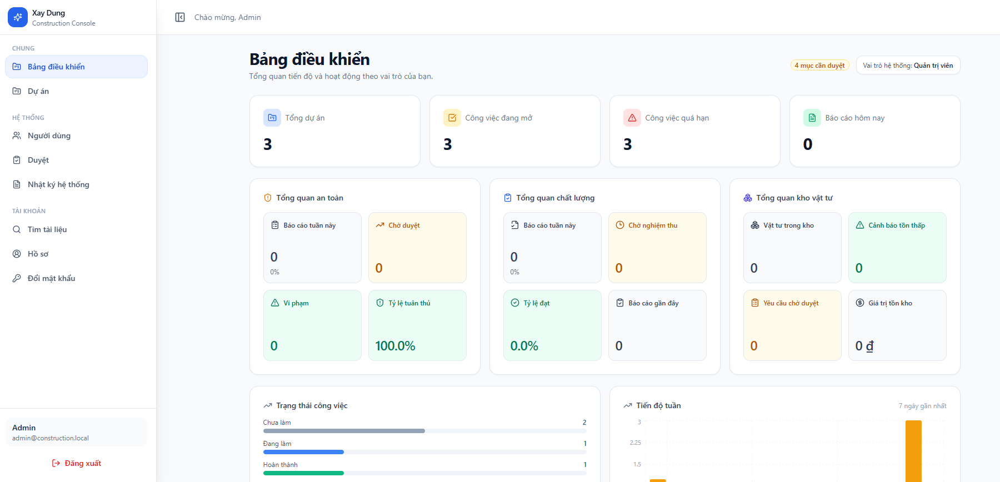 Xay Dung
Construction Console
CHUNG
Bảng điều khiển
Dự án
HỆ THỐNG
Người dùng
Duyệt
Nhật ký hệ thống
TÀI KHOẢN
Tìm tài liệu
Hồ sơ
Đổi mật khẩu
Admin
admin@construction.local
Đăng xuất
Chào mừng, Admin
Bảng điều khiển
Tổng quan tiến độ và hoạt động theo vai trò của bạn.
4 mục cần duyệt
Vai trò hệ thống: Quản trị viên
Tổng dự án
3
Công việc đang mở
3
Công việc quá hạn
3
Báo cáo hôm nay
0
Tổng quan an toàn
Báo cáo tuần này
0
0%
Chờ duyệt
0
Vi phạm
0
Tỷ lệ tuân thủ
100.0%
Tổng quan chất lượng
Báo cáo tuần này
0
0%
Chờ nghiệm thu
0
Tỷ lệ đạt
0.0%
Báo cáo gần đây
0
Tổng quan kho vật tư
Vật tư trong kho
0
Cảnh báo tồn thấp
0
Yêu cầu chờ duyệt
0
Giá trị tồn kho
0 ₫
Trạng thái công việc
Chưa làm 2
Đang làm 1
Hoàn thành 1
Tiến độ tuần
7 ngày gần nhất
3
2.25
1.5